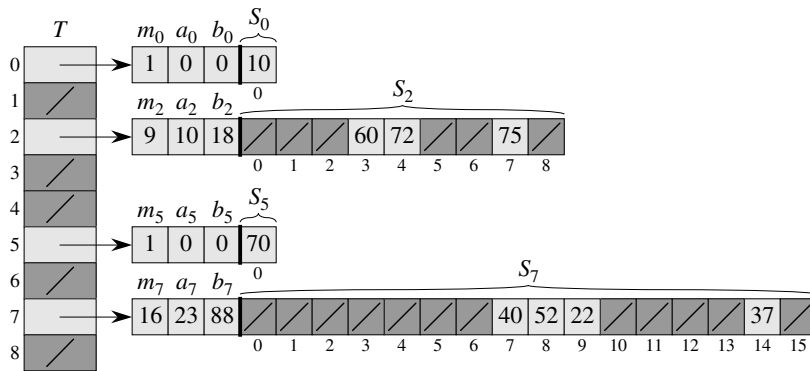 T m₀ a₀ b₀ S₀
0 1 0 0 10
0
1 m₂ a₂ b₂ S₂
2 9 10 18 60 72 75
0 1 2 3 4 5 6 7 8
3
4 m₅ a₅ b₅ S₅
5 1 0 0 70
0
6 m₇ a₇ b₇ S₇
7 16 23 88 40 52 22 37
0 1 2 3 4 5 6 7 8 9 10 11 12 13 14 15
8